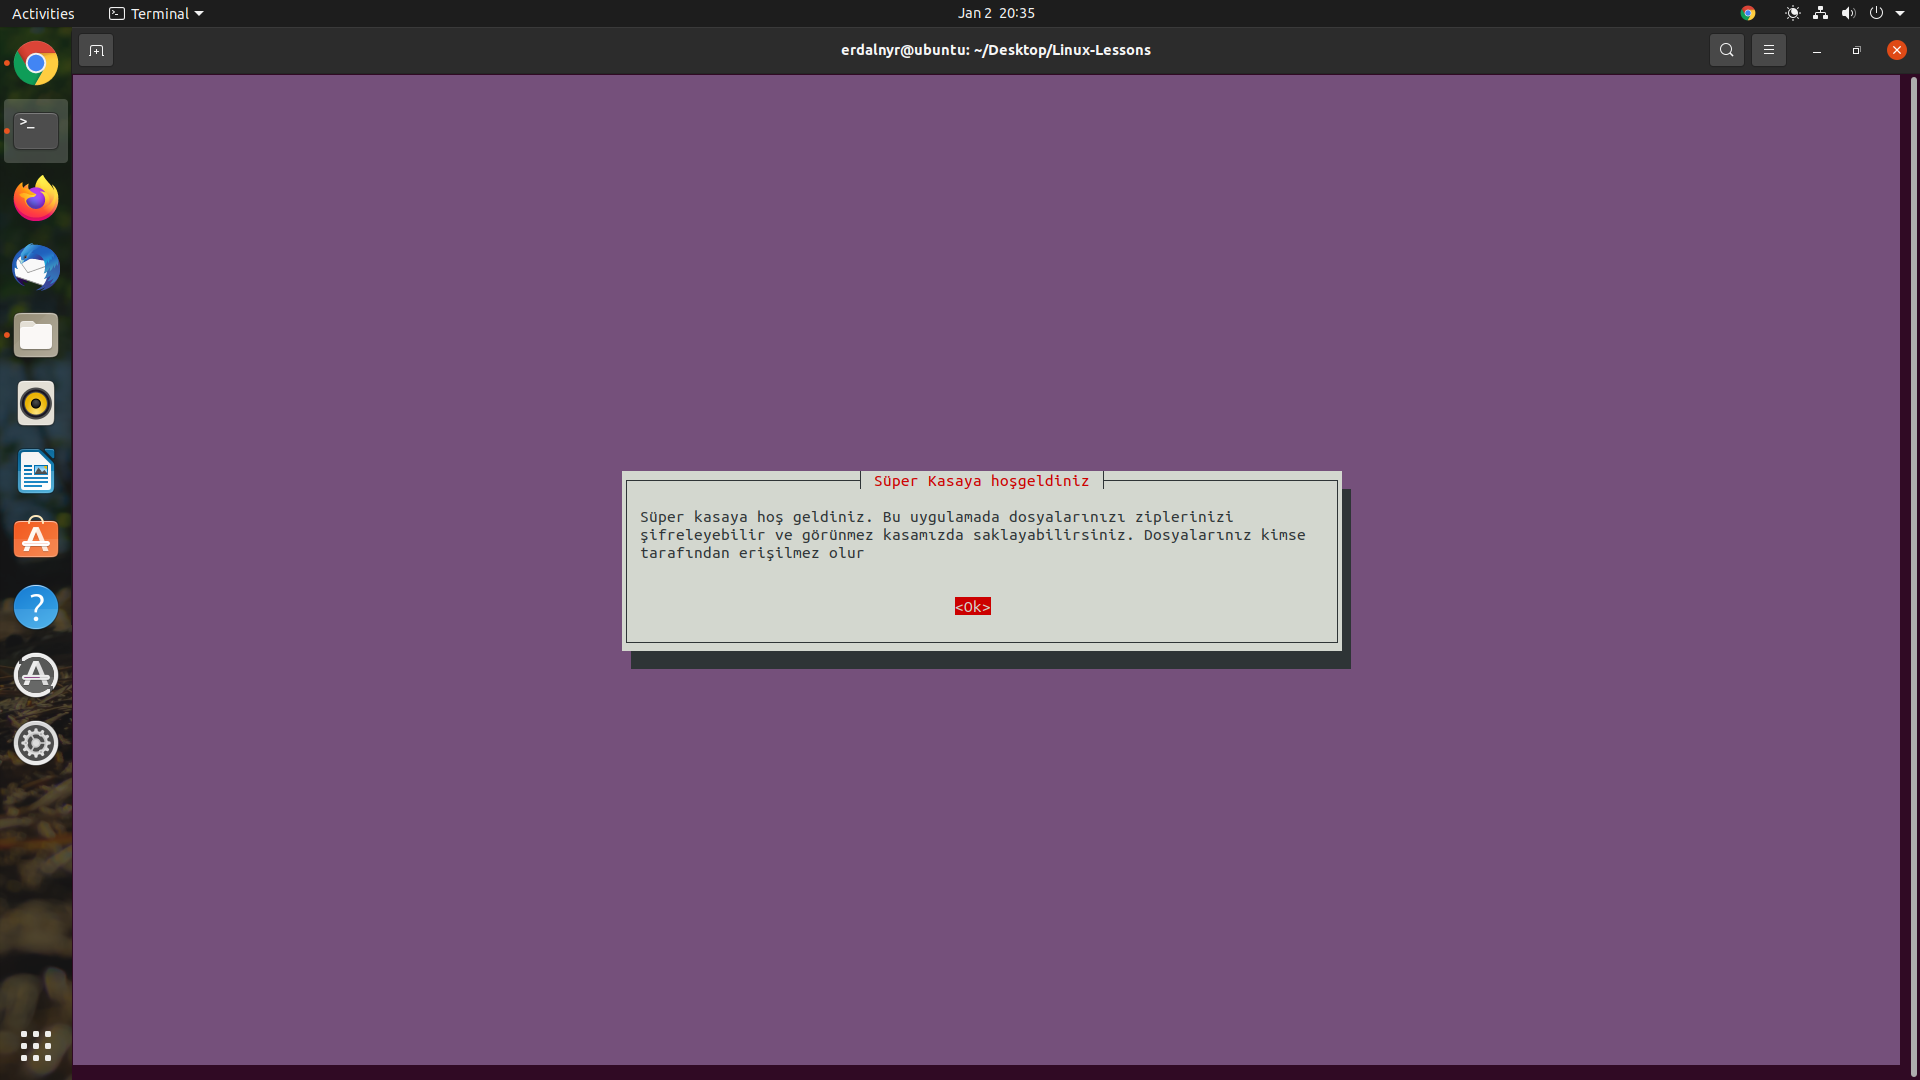 Activities Terminal Jan 2 20:35
erdalnyr@ubuntu: ~/Desktop/Linux-Lessons
>_
Süper Kasaya hoşgeldiniz
Süper kasaya hoş geldiniz. Bu uygulamada dosyalarınızı ziplerinizi
şifreleyebilir ve görünmez kasamızda saklayabilirsiniz. Dosyalarınız kimse
tarafından erişilmez olur
<Ok>